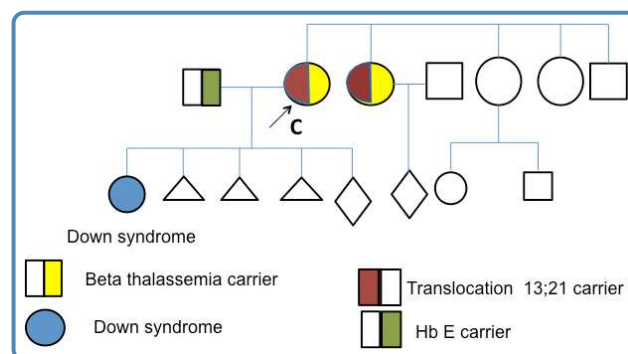 C
Down syndrome
Beta thalassemia carrier
Translocation 13;21 carrier
Down syndrome
Hb E carrier